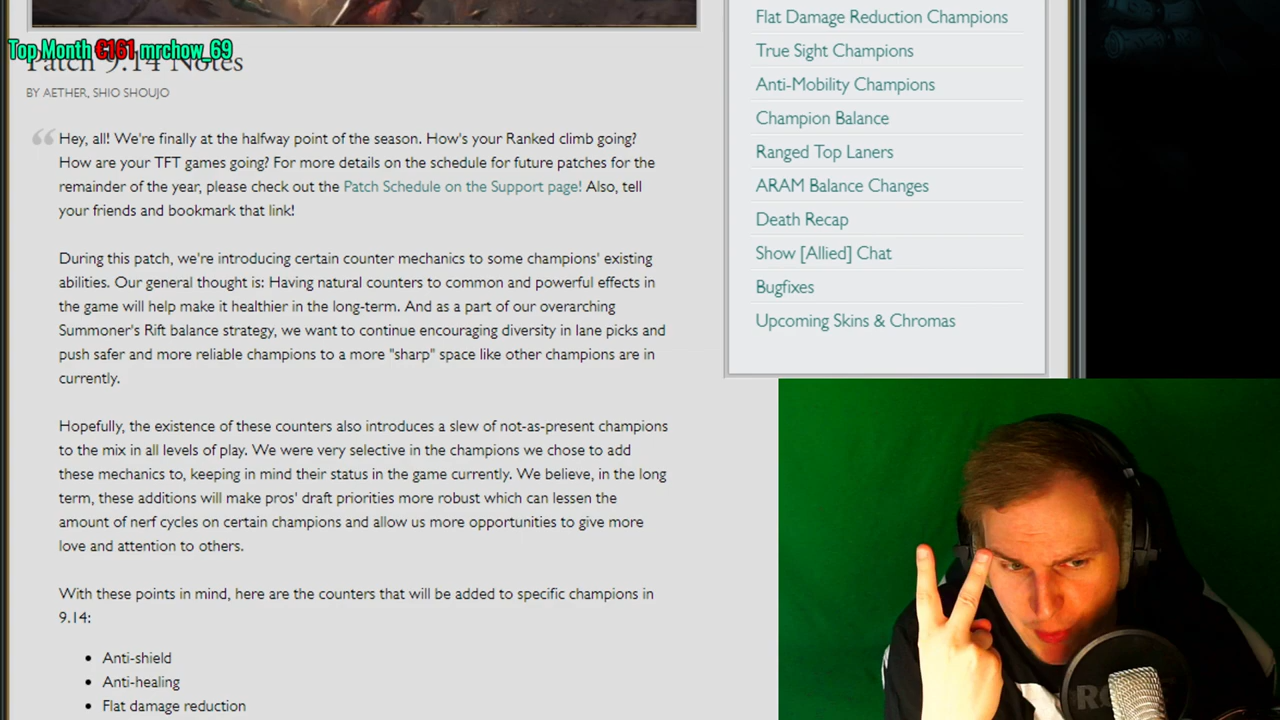 Top Month €161 mrchow_69
Patch 9.14 Notes
BY AETHER, SHIO SHOUJO
Hey, all! We're finally at the halfway point of the season. How's your Ranked climb going?
How are your TFT games going? For more details on the schedule for future patches for the
remainder of the year, please check out the Patch Schedule on the Support page! Also, tell
your friends and bookmark that link!
During this patch, we're introducing certain counter mechanics to some champions' existing
abilities. Our general thought is: Having natural counters to common and powerful effects in
the game will help make it healthier in the long-term. And as a part of our overarching
Summoner's Rift balance strategy, we want to continue encouraging diversity in lane picks and
push safer and more reliable champions to a more "sharp" space like other champions are in
currently.
Hopefully, the existence of these counters also introduces a slew of not-as-present champions
to the mix in all levels of play. We were very selective in the champions we chose to add
these mechanics to, keeping in mind their status in the game currently. We believe, in the long
term, these additions will make pros' draft priorities more robust which can lessen the
amount of nerf cycles on certain champions and allow us more opportunities to give more
love and attention to others.
With these points in mind, here are the counters that will be added to specific champions in
9.14:
• Anti-shield
• Anti-healing
• Flat damage reduction
Flat Damage Reduction Champions
True Sight Champions
Anti-Mobility Champions
Champion Balance
Ranged Top Laners
ARAM Balance Changes
Death Recap
Show [Allied] Chat
Bugfixes
Upcoming Skins & Chromas